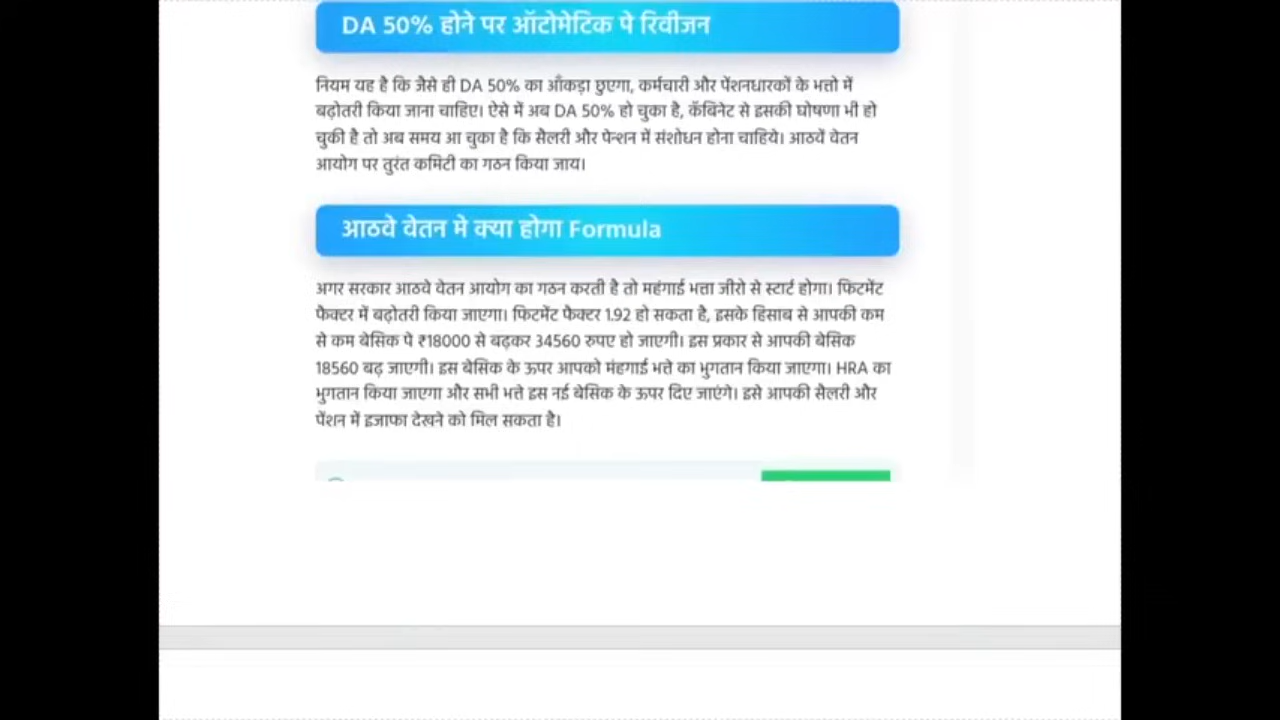 DA 50% होने पर ऑटोमेटिक पे रिवीजन
नियम यह है कि जैसे ही DA 50% का आँकड़ा छुएगा, कर्मचारी और पेंशनधारकों के भत्तो में
बढ़ोतरी किया जाना चाहिए। ऐसे में अब DA 50% हो चुका है, कॅबिनेट से इसकी घोषणा भी हो
चुकी है तो अब समय आ चुका है कि सैलरी और पेन्शन में संशोधन होना चाहिये। आठवें वेतन
आयोग पर तुरंत कमिटी का गठन किया जाय।
आठवे वेतन मे क्या होगा Formula
अगर सरकार आठवे वेतन आयोग का गठन करती है तो महंगाई भत्ता जीरो से स्टार्ट होगा। फिटमेंट
फैक्टर में बढ़ोतरी किया जाएगा। फिटमेंट फैक्टर 1.92 हो सकता है, इसके हिसाब से आपकी कम
से कम बेसिक पे ₹18000 से बढ़कर 34560 रुपए हो जाएगी। इस प्रकार से आपकी बेसिक
18560 बढ़ जाएगी। इस बेसिक के ऊपर आपको मंहगाई भत्ते का भुगतान किया जाएगा। HRA का
भुगतान किया जाएगा और सभी भत्ते इस नई बेसिक के ऊपर दिए जाएंगे। इसे आपकी सैलरी और
पेंशन में इजाफा देखने को मिल सकता है।